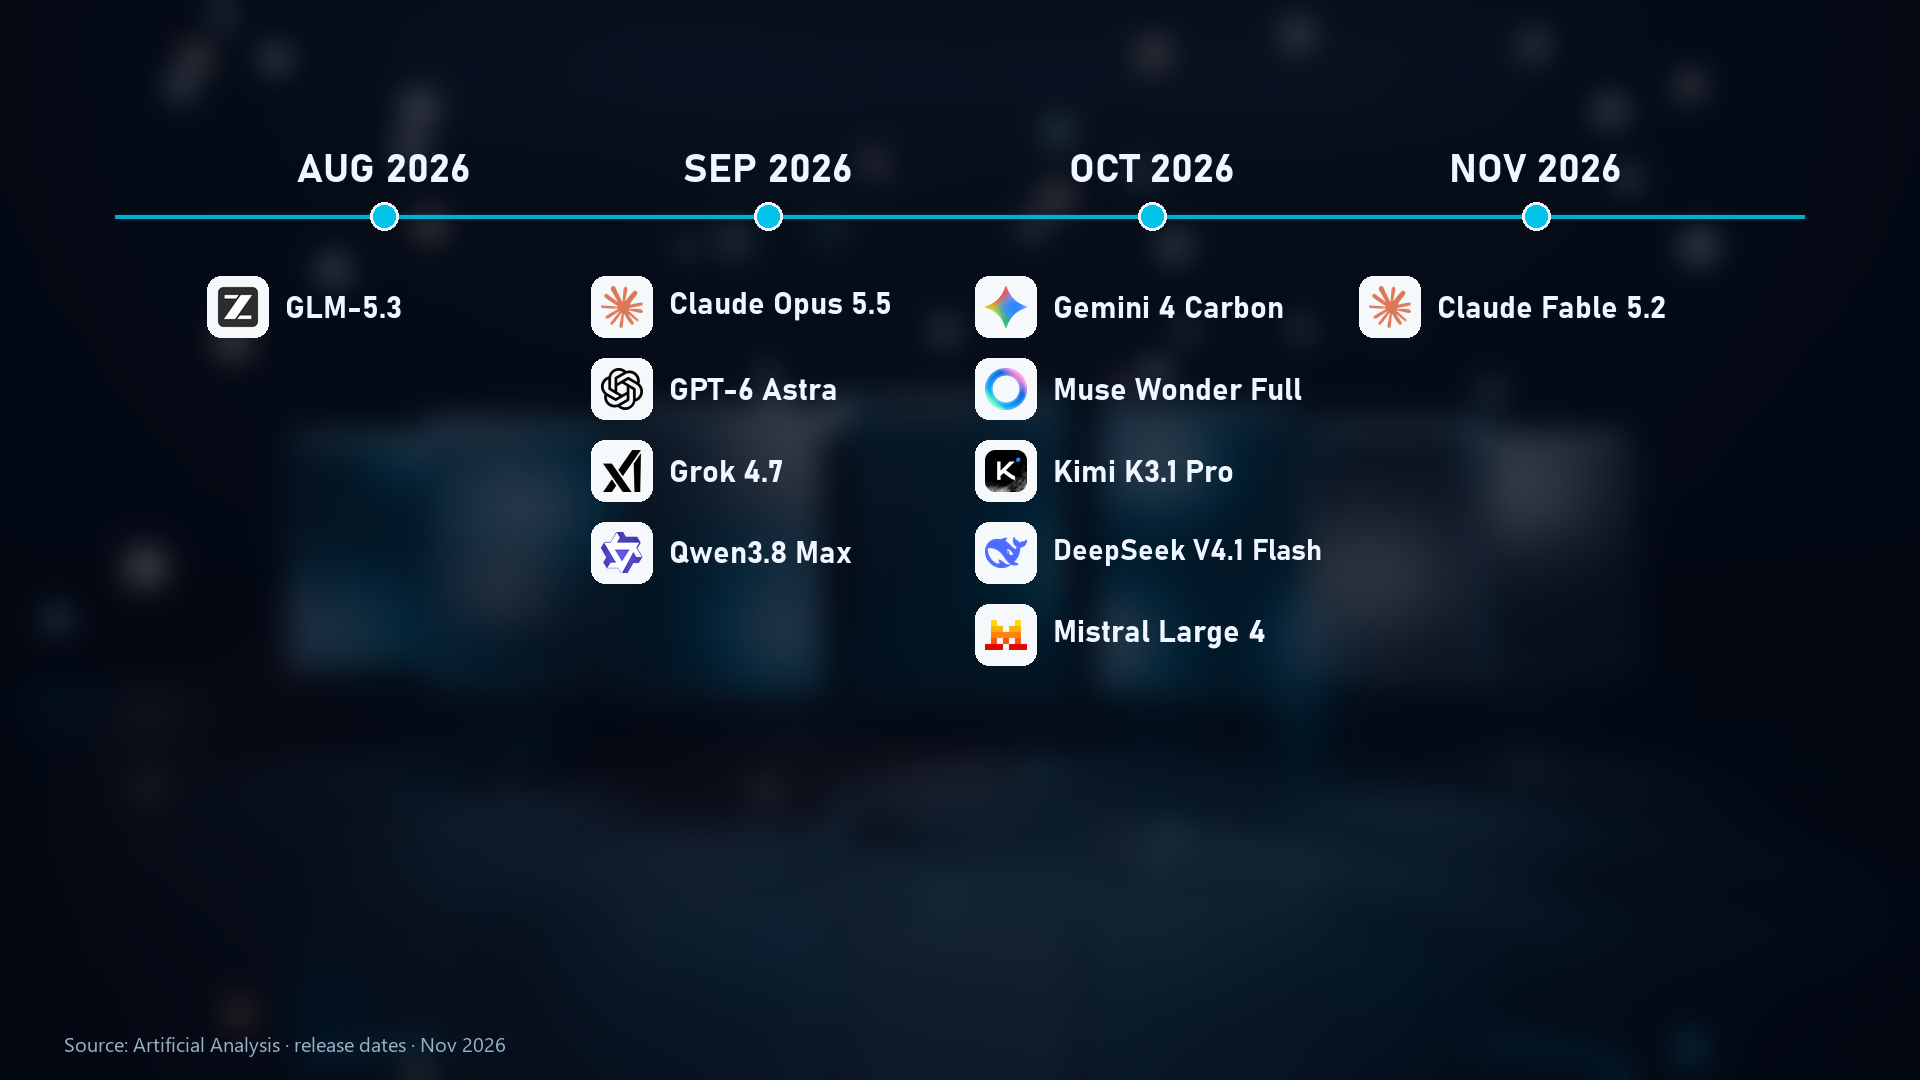 AUG 2026
SEP 2026
OCT 2026
NOV 2026
GLM-5.3
Claude Opus 5.5
GPT-6 Astra
Grok 4.7
Qwen3.8 Max
Gemini 4 Carbon
Muse Wonder Full
Kimi K3.1 Pro
DeepSeek V4.1 Flash
Mistral Large 4
Claude Fable 5.2
Source: Artificial Analysis · release dates · Nov 2026